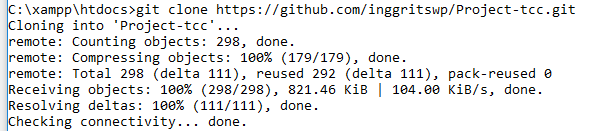 C:\xampp\htdocs>git clone https://github.com/inggritswp/Project-tcc.git
Cloning into 'Project-tcc'...
remote: Counting objects: 298, done.
remote: Compressing objects: 100% (179/179), done.
remote: Total 298 (delta 111), reused 292 (delta 111), pack-reused 0
Receiving objects: 100% (298/298), 821.46 KiB | 104.00 KiB/s, done.
Resolving deltas: 100% (111/111), done.
Checking connectivity... done.